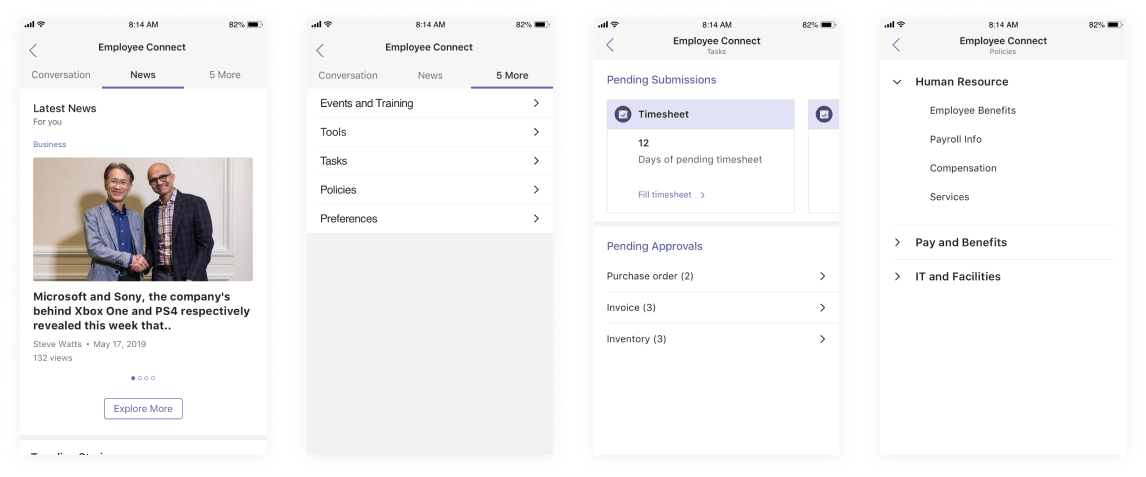 8:14 AM 82%
Employee Connect
Conversation News 5 More
Latest News
For you
Business
Microsoft and Sony, the company's
behind Xbox One and PS4 respectively
revealed this week that..
Steve Watts • May 17, 2019
132 views
Explore More
8:14 AM 82%
Employee Connect
Conversation News 5 More
Events and Training
Tools
Tasks
Policies
Preferences
8:14 AM 82%
Employee Connect
Tasks
Pending Submissions
Timesheet
12
Days of pending timesheet
Fill timesheet
Pending Approvals
Purchase order (2)
Invoice (3)
Inventory (3)
8:14 AM 82%
Employee Connect
Policies
Human Resource
Employee Benefits
Payroll Info
Compensation
Services
Pay and Benefits
IT and Facilities